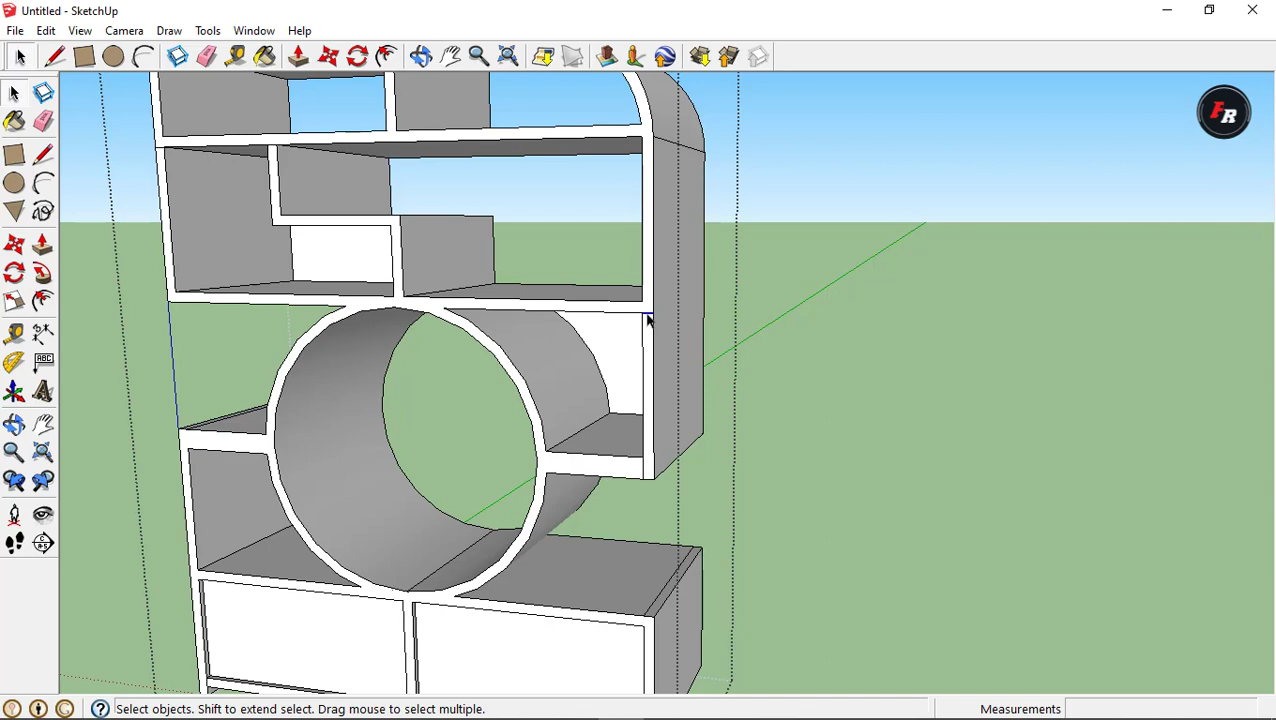 Untitled - SketchUp
File Edit View Camera Draw Tools Window Help
FR
ABC
Select objects. Shift to extend select. Drag mouse to select multiple.
Measurements